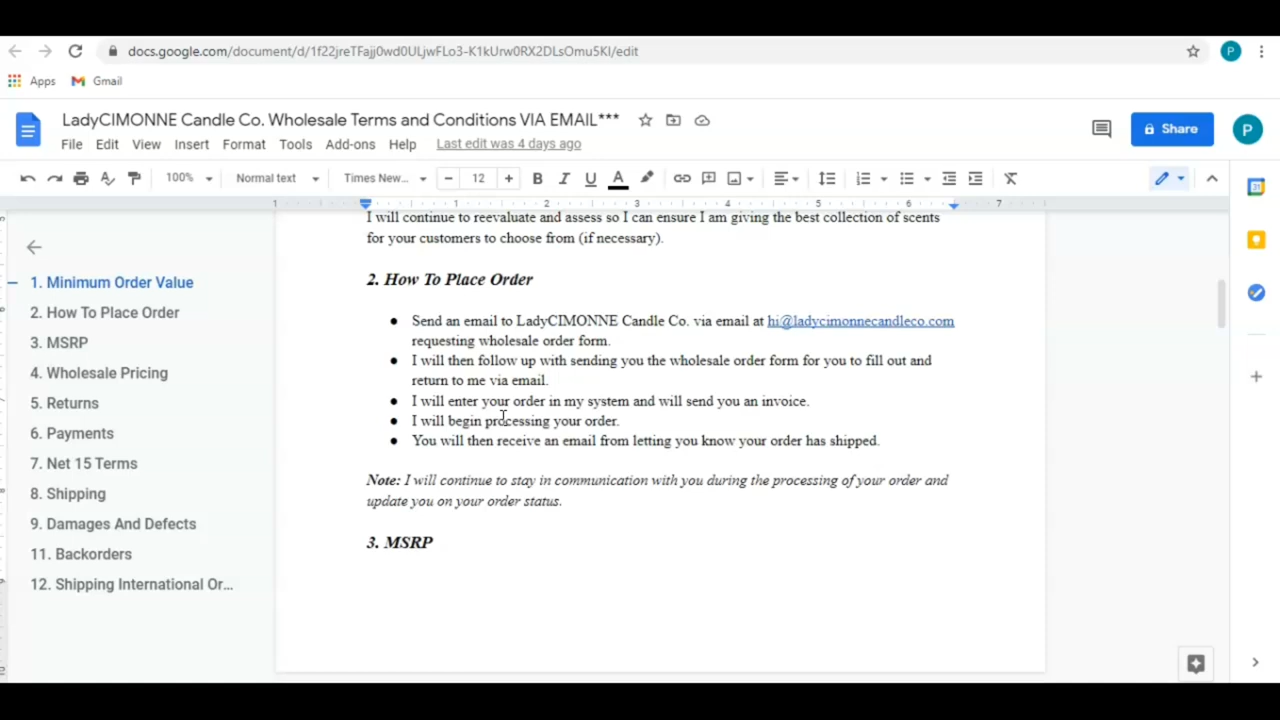 docs.google.com/document/d/1f22jreTFajj0wd0ULjwFLo3-K1kUrw0RX2DLsOmu5KI/edit
P
Apps
Gmail
LadyCIMONNE Candle Co. Wholesale Terms and Conditions VIA EMAIL***
File Edit View Insert Format Tools Add-ons Help Last edit was 4 days ago
Share
P
100% Normal text Times New... 12 B I U A
1 1 2 3 4 5 6 7
1. Minimum Order Value
2. How To Place Order
3. MSRP
4. Wholesale Pricing
5. Returns
6. Payments
7. Net 15 Terms
8. Shipping
9. Damages And Defects
11. Backorders
12. Shipping International Or...
I will continue to reevaluate and assess so I can ensure I am giving the best collection of scents
for your customers to choose from (if necessary).
2. How To Place Order
● Send an email to LadyCIMONNE Candle Co. via email at hi@ladycimonnecandleco.com
requesting wholesale order form.
● I will then follow up with sending you the wholesale order form for you to fill out and
return to me via email.
● I will enter your order in my system and will send you an invoice.
● I will begin processing your order.
● You will then receive an email from letting you know your order has shipped.
Note: I will continue to stay in communication with you during the processing of your order and
update you on your order status.
3. MSRP